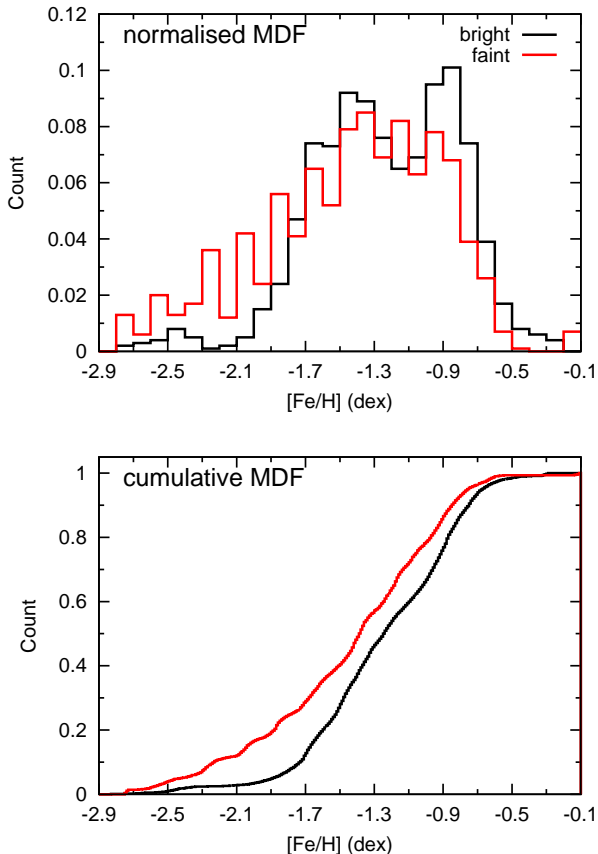 normalised MDF
bright
faint
0.12
0.1
0.08
0.06
0.04
0.02
0
Count
-2.9 -2.5 -2.1 -1.7 -1.3 -0.9 -0.5 -0.1
[Fe/H] (dex)
cumulative MDF
1
0.8
0.6
0.4
0.2
0
Count
-2.9 -2.5 -2.1 -1.7 -1.3 -0.9 -0.5 -0.1
[Fe/H] (dex)